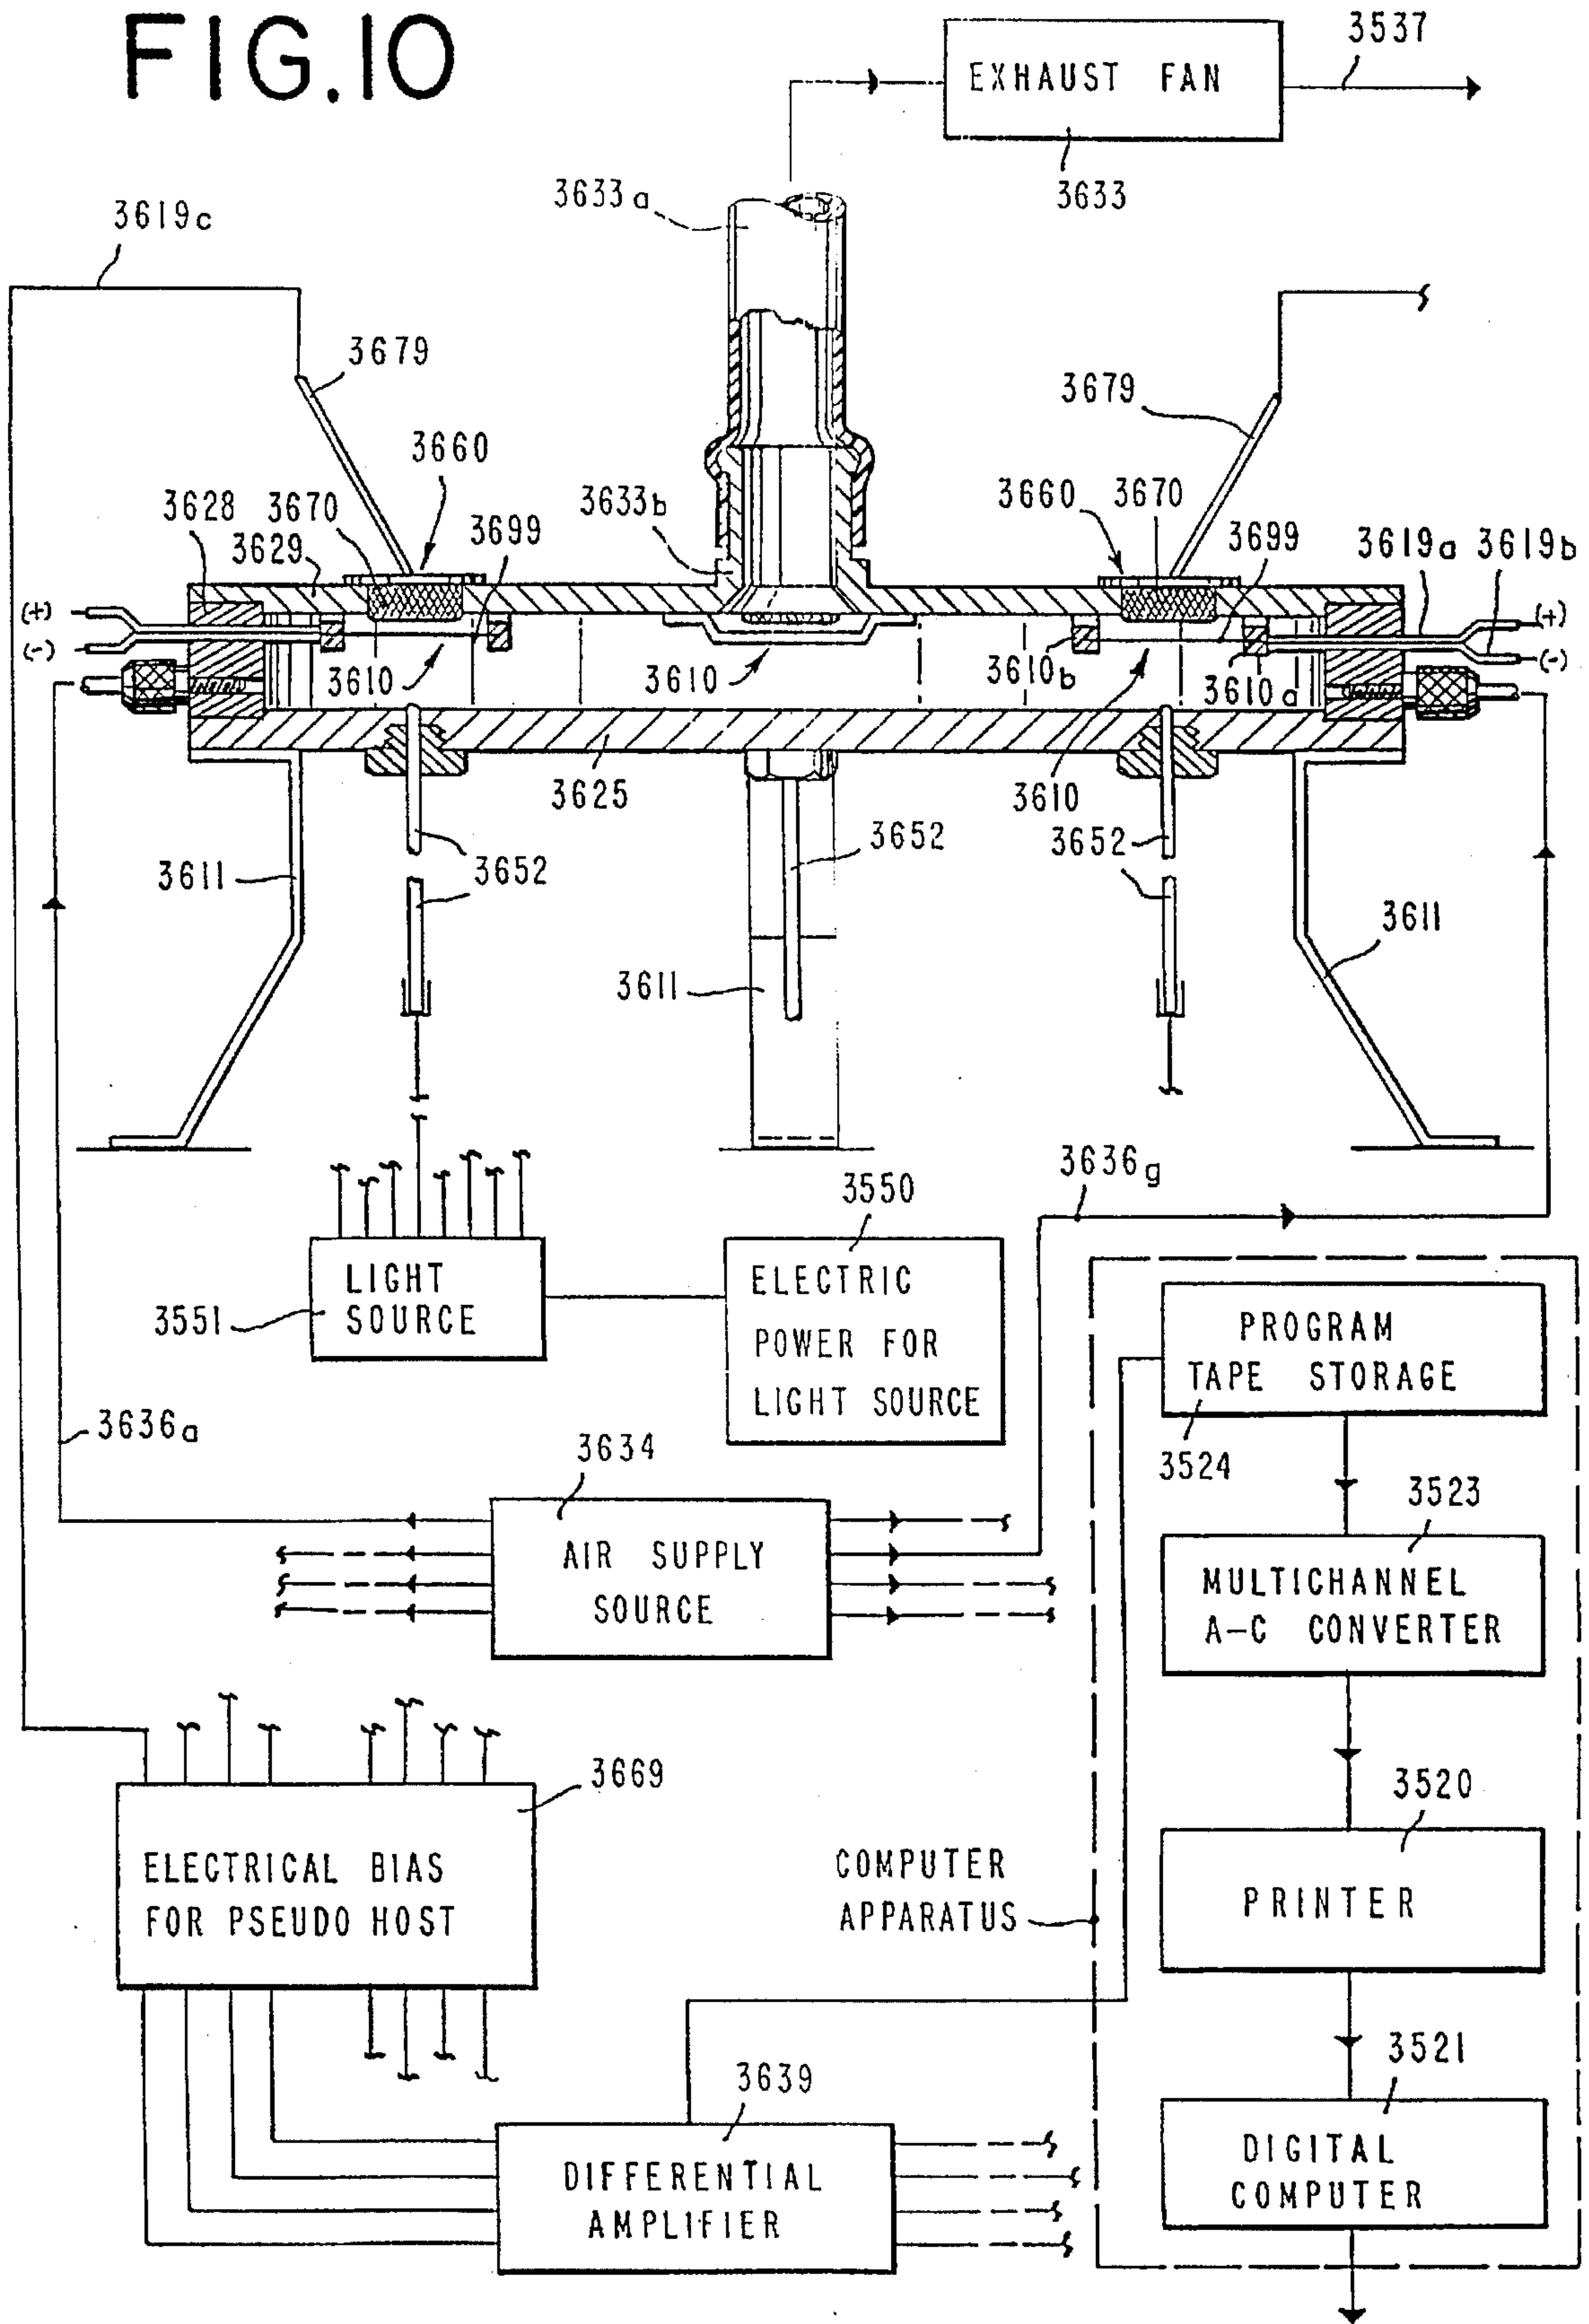 FIG.10
3537
EXHAUST FAN
3633
3633a
3619c
3679
3679
3660
3660
3670
3628
3670
3633b
3699
3699
3629
3619a
3619b
(+)
(-)
(+)
(-)
3610
3610
3610b
3610a
3610
3625
3652
3652
3611
3652
3611
3611
3636g
3550
LIGHT
SOURCE
3551
ELECTRIC
POWER FOR
LIGHT SOURCE
PROGRAM
TAPE STORAGE
3524
3636a
3634
AIR SUPPLY
SOURCE
3523
MULTICHANNEL
A-C CONVERTER
3669
ELECTRICAL BIAS
FOR PSEUDO HOST
3520
PRINTER
COMPUTER
APPARATUS
3639
DIFFERENTIAL
AMPLIFIER
3521
DIGITAL
COMPUTER